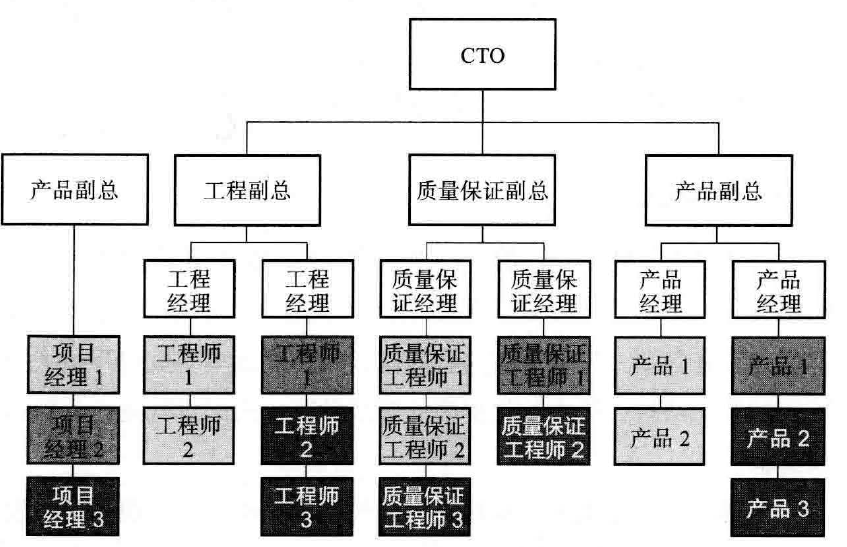 CTO
产品副总
工程副总
质量保证副总
产品副总
工程
经理
工程
经理
质量保
证经理
质量保
证经理
产品
经理
产品
经理
项目
经理 1
工程师
1
工程师
1
质量保证
工程师 1
质量保证
工程师 1
产品 1
产品 1
项目
经理 2
工程师
2
工程师
2
质量保证
工程师 2
质量保证
工程师 2
产品 2
产品 2
项目
经理 3
工程师
3
质量保证
工程师 3
产品 3